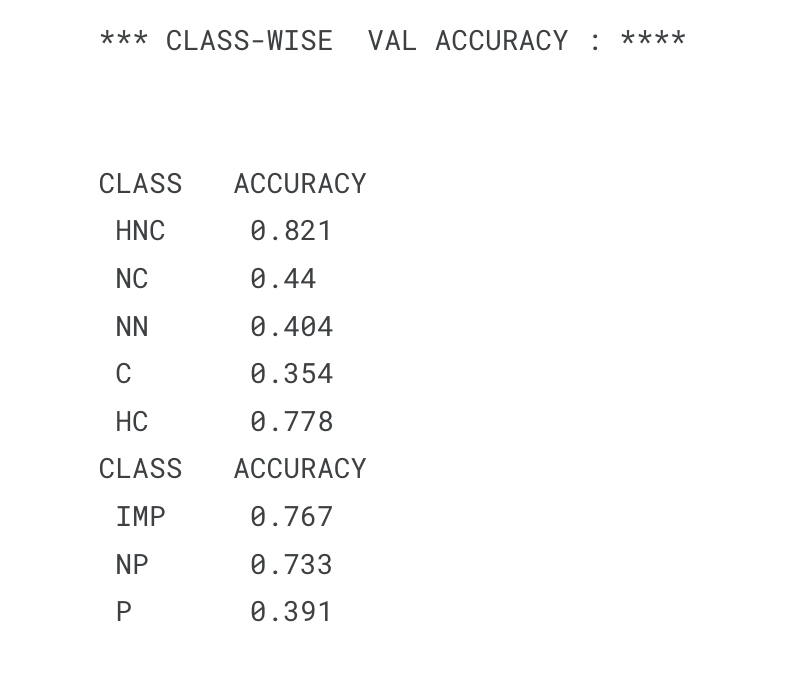 *** CLASS-WISE  VAL ACCURACY : ****
CLASS   ACCURACY
 HNC     0.821
 NC      0.44
 NN      0.404
 C       0.354
 HC      0.778
CLASS   ACCURACY
 IMP     0.767
 NP      0.733
 P       0.391